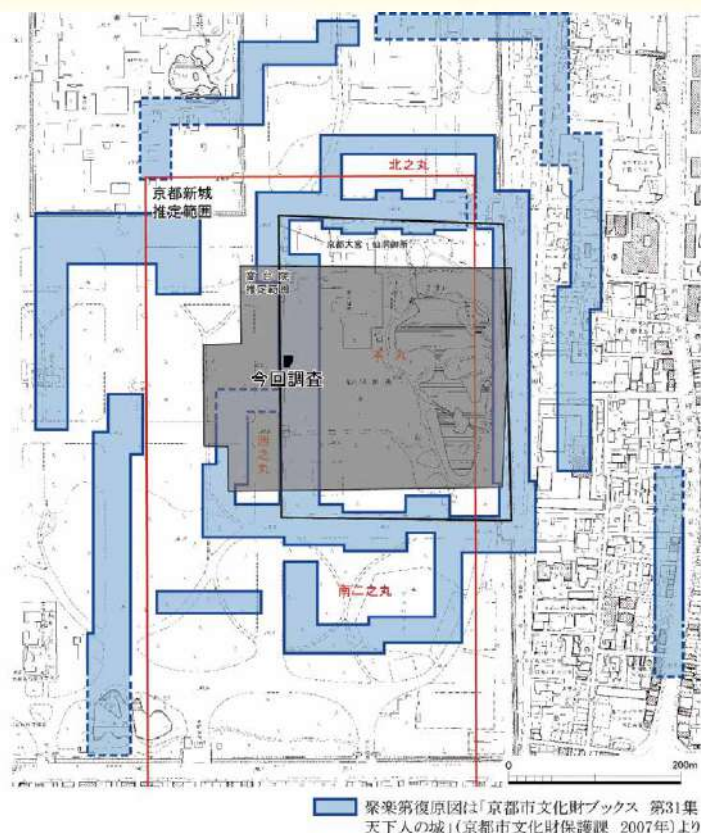 北之丸
京都新城
推定範囲
京都大宮・仙洞御所
推定範囲
本丸
今回調査
西之丸
南二之丸
0 200m
聚楽第復原図は「京都市文化財ブックス 第31集
天下人の城」(京都市文化財保護課 2007年)より